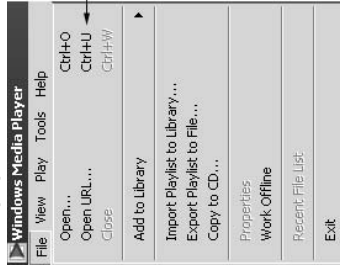 Windows Media Player
File View Play Tools Help
Open... Ctrl+O
Open URL... Ctrl+U
Close Ctrl+W
Add to Library
Import Playlist to Library...
Export Playlist to File...
Copy to CD...
Properties
Work Offline
Recent File List
Exit